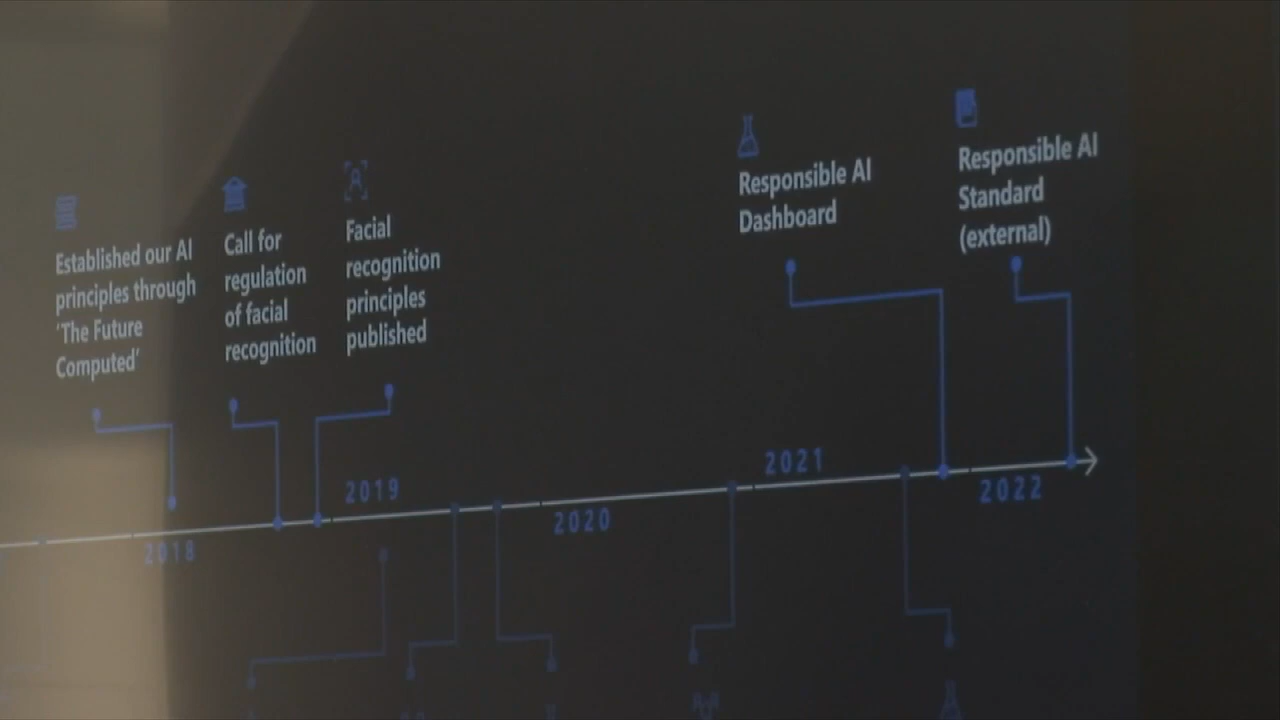 Established our AI
principles through
‘The Future
Computed’
Call for
regulation
of facial
recognition
Facial
recognition
principles
published
Responsible AI
Dashboard
Responsible AI
Standard
(external)
2018
2019
2020
2021
2022